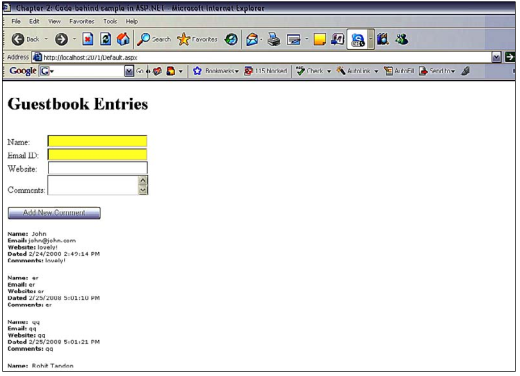 Chapter 2: Code behind sample in ASP.NET - Microsoft Internet Explorer
File Edit View Favorites Tools Help
Back Search Favorites
Address http://localhost:2071/Default.aspx
Google G Go Bookmarks 115 blocked Check AutoLink AutoFill Send to
Guestbook Entries
Name:
Email ID:
Website:
Comments:
Add New Comment
Name: John
Email: john@john.com
Website: lovely!
Dated 2/24/2008 2:49:14 PM
Comments: lovely!
Name: er
Email: er
Website: er
Dated 2/25/2008 5:01:10 PM
Comments: er
Name: qq
Email: qq
Website: qq
Dated 2/25/2008 5:01:21 PM
Comments: qq
Name: Rohit Tandon